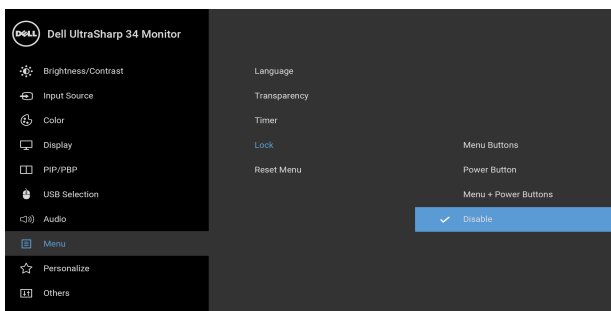 DELL Dell UltraSharp 34 Monitor
Brightness/Contrast Language
Input Source Transparency
Color Timer
Display Lock Menu Buttons
PIP/PBP Reset Menu Power Button
USB Selection Menu + Power Buttons
Audio Disable
Menu
Personalize
Others